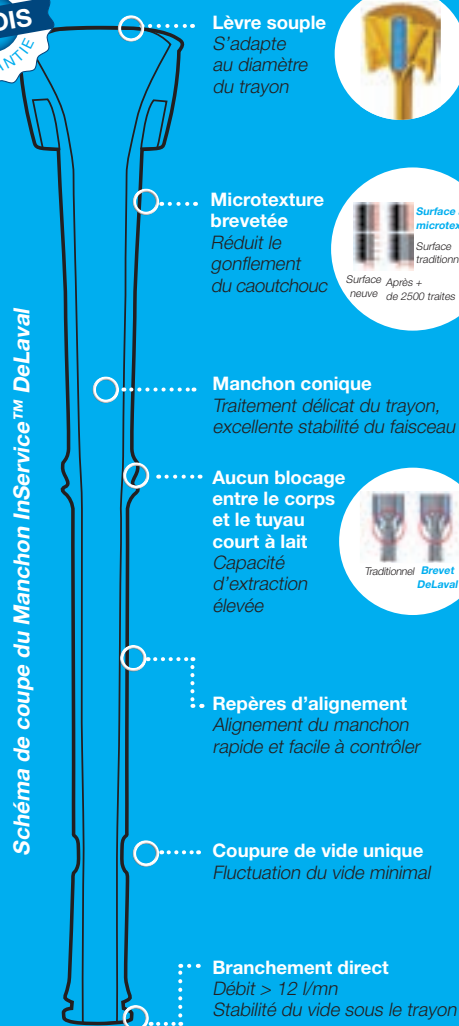 Lèvre souple
S’adapte
au diamètre
du trayon
Microtexture
brevetée
Réduit le
gonflement
du caoutchouc
Surface
Surface
Surface
neuve
Après +
de 2500 traites
Manchon conique
Traitement délicat du trayon,
excellente stabilité du faisceau
Aucun blocage
entre le corps
et le tuyau
court à lait
Capacité
d’extraction
élevée
Traditionnel
Brevet
DeLaval
Repères d’alignement
Alignement du manchon
rapide et facile à contrôler
Coupure de vide unique
Fluctuation du vide minimal
Branchement direct
Débit > 12 l/mn
Stabilité du vide sous le trayon
Schéma de coupe du Manchon InService™ DeLaval